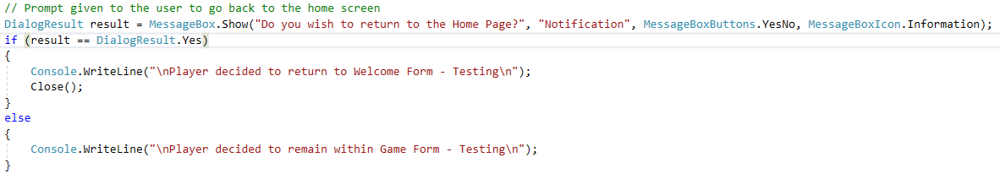 // Prompt given to the user to go back to the home screen
DialogResult result = MessageBox.Show("Do you wish to return to the Home Page?", "Notification", MessageBoxButtons.YesNo, MessageBoxIcon.Information);
if (result == DialogResult.Yes)
{
    Console.WriteLine("\nPlayer decided to return to Welcome Form - Testing\n");
    Close();
}
else
{
    Console.WriteLine("\nPlayer decided to remain within Game Form - Testing\n");
}